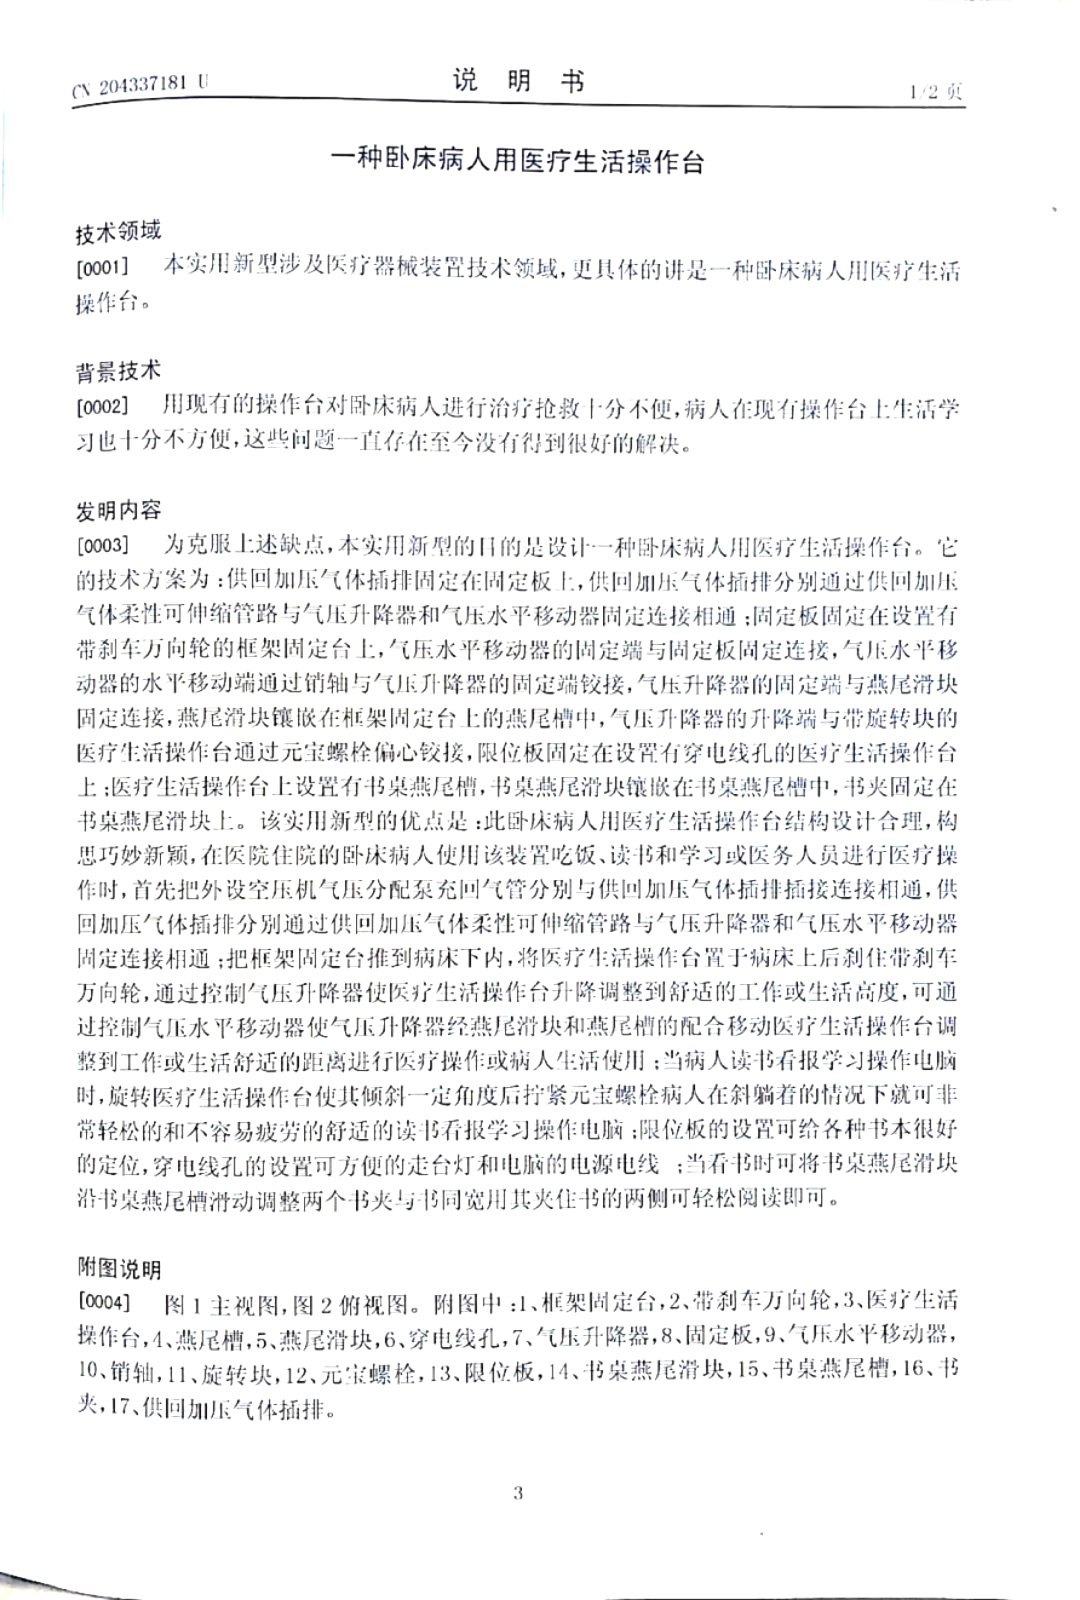 CN 204337181 U
说 明 书
1/2 页
一种卧床病人用医疗生活操作台
技术领域
[0001] 本实用新型涉及医疗器械装置技术领域,更具体的讲是一种卧床病人用医疗生活
操作台。
背景技术
[0002] 用现有的操作台对卧床病人进行治疗抢救十分不便,病人在现有操作台上生活学
习也十分不方便,这些问题一直存在至今没有得到很好的解决。
发明内容
[0003] 为克服上述缺点,本实用新型的目的是设计一种卧床病人用医疗生活操作台。它
的技术方案为:供回加压气体插排固定在固定板上,供回加压气体插排分别通过供回加压
气体柔性可伸缩管路与气压升降器和气压水平移动器固定连接相通;固定板固定在设置有
带刹车万向轮的框架固定台上,气压水平移动器的固定端与固定板固定连接,气压水平移
动器的水平移动端通过销轴与气压升降器的固定端铰接,气压升降器的固定端与燕尾滑块
固定连接,燕尾滑块镶嵌在框架固定台上的燕尾槽中,气压升降器的升降端与带旋转块的
医疗生活操作台通过元宝螺栓偏心铰接,限位板固定在设置有穿电线孔的医疗生活操作台
上;医疗生活操作台上设置有书桌燕尾槽,书桌燕尾滑块镶嵌在书桌燕尾槽中,书夹固定在
书桌燕尾滑块上。该实用新型的优点是:此卧床病人用医疗生活操作台结构设计合理,构
思巧妙新颖,在医院住院的卧床病人使用该装置吃饭、读书和学习或医务人员进行医疗操
作时,首先把外设空压机气压分配泵充回气管分别与供回加压气体插排插接连接相通,供
回加压气体插排分别通过供回加压气体柔性可伸缩管路与气压升降器和气压水平移动器
固定连接相通;把框架固定台推到病床下内,将医疗生活操作台置于病床上后刹住带刹车
万向轮,通过控制气压升降器使医疗生活操作台升降调整到舒适的工作或生活高度,可通
过控制气压水平移动器使气压升降器经燕尾滑块和燕尾槽的配合移动医疗生活操作台调
整到工作或生活舒适的距离进行医疗操作或病人生活使用;当病人读书看报学习操作电脑
时,旋转医疗生活操作台使其倾斜一定角度后拧紧元宝螺栓病人在斜躺着的情况下就可非
常轻松的和不容易疲劳的舒适的读书看报学习操作电脑;限位板的设置可给各种书本很好
的定位,穿电线孔的设置可方便的走台灯和电脑的电源电线 ;当看书时可将书桌燕尾滑块
沿书桌燕尾槽滑动调整两个书夹与书同宽用其夹住书的两侧可轻松阅读即可。
附图说明
[0004] 图 1 主视图,图 2 俯视图。附图中:1、框架固定台,2、带刹车万向轮,3、医疗生活
操作台,4、燕尾槽,5、燕尾滑块,6、穿电线孔,7、气压升降器,8、固定板,9、气压水平移动器,
10、销轴,11、旋转块,12、元宝螺栓,13、限位板,14、书桌燕尾滑块,15、书桌燕尾槽,16、书
夹,17、供回加压气体插排。
3